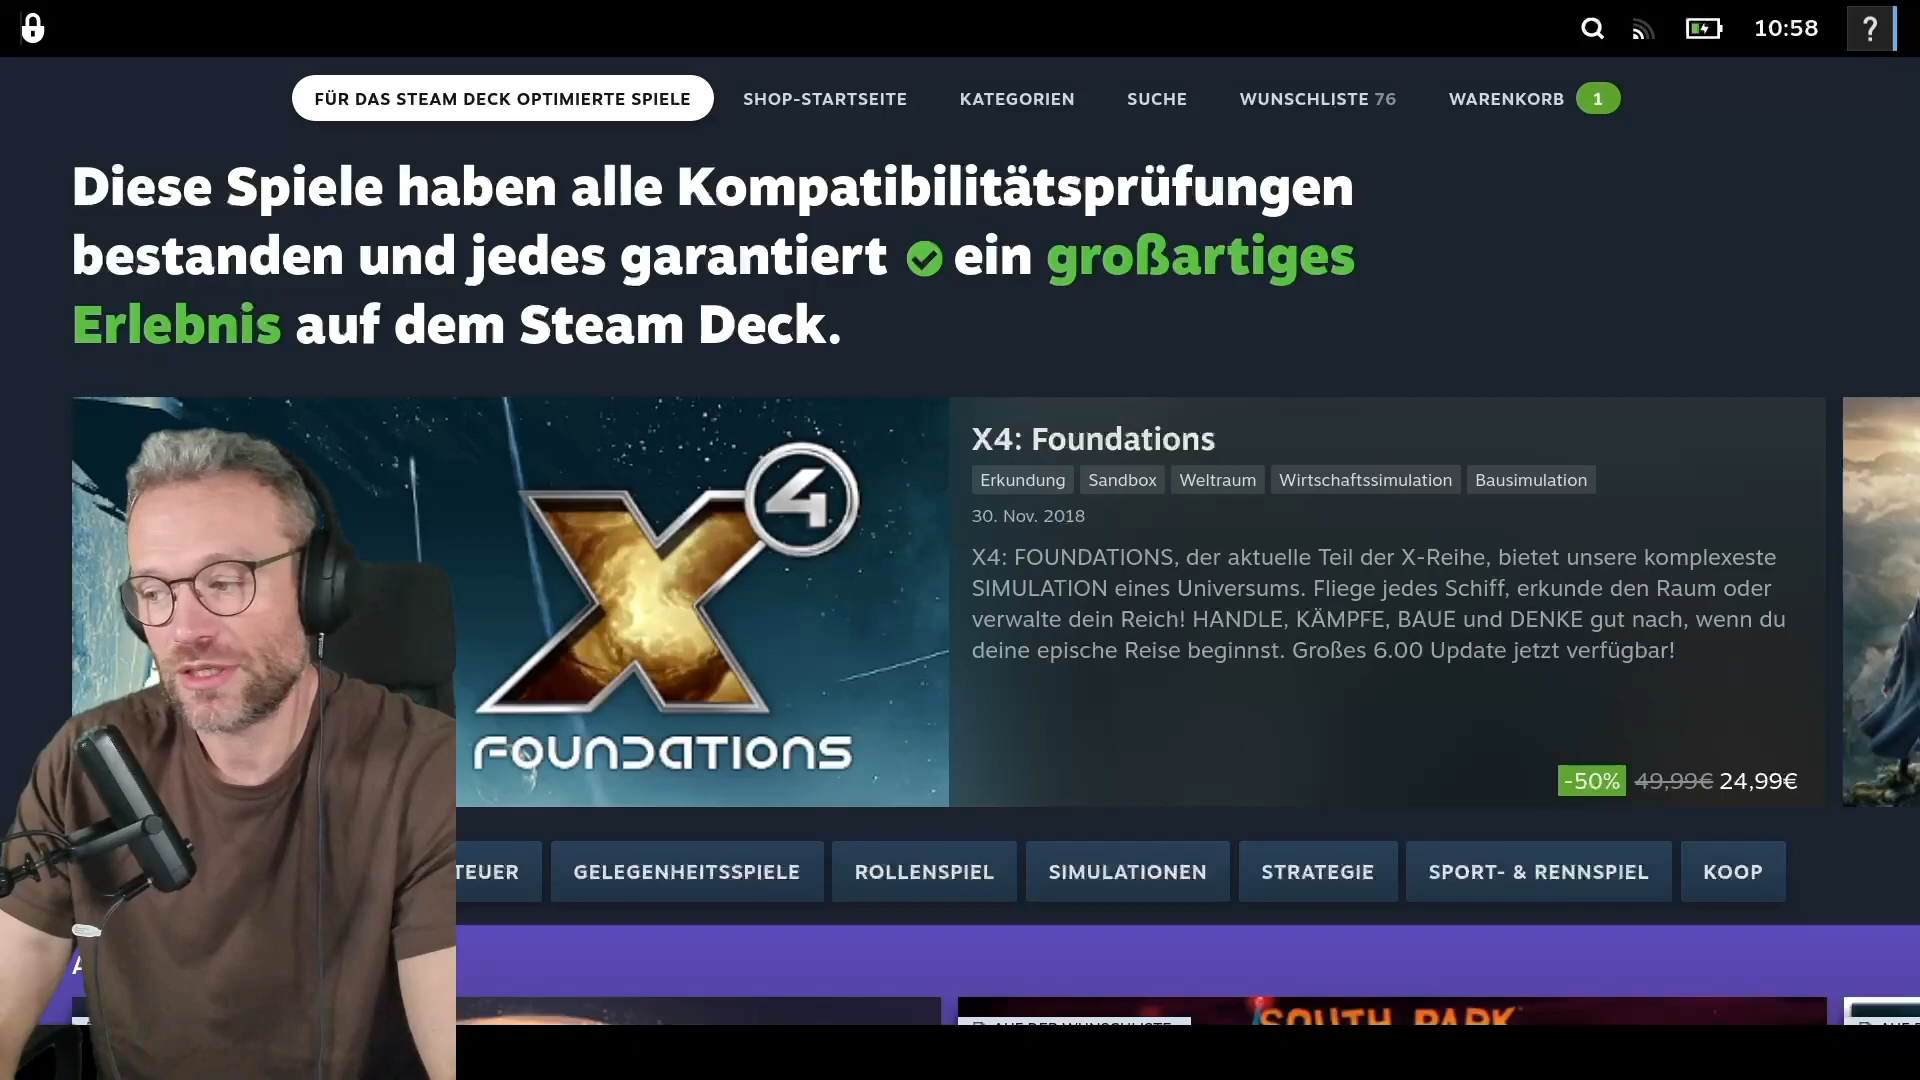 10:58
?
FÜR DAS STEAM DECK OPTIMIERTE SPIELE
SHOP-STARTSEITE
KATEGORIEN
SUCHE
WUNSCHLISTE 76
WARENKORB 1
Diese Spiele haben alle Kompatibilitätsprüfungen
bestanden und jedes garantiert ein großartiges
Erlebnis auf dem Steam Deck.
X4
FOUNDATIONS
X4: Foundations
Erkundung
Sandbox
Weltraum
Wirtschaftssimulation
Bausimulation
30. Nov. 2018
X4: FOUNDATIONS, der aktuelle Teil der X-Reihe, bietet unsere komplexeste
SIMULATION eines Universums. Fliege jedes Schiff, erkunde den Raum oder
verwalte dein Reich! HANDLE, KÄMPFE, BAUE und DENKE gut nach, wenn du
deine epische Reise beginnst. Großes 6.00 Update jetzt verfügbar!
-50% 49,99€ 24,99€
TEUER
GELEGENHEITSSPIELE
ROLLENSPIEL
SIMULATIONEN
STRATEGIE
SPORT- & RENNSPIEL
KOOP
AUF DER WUNSCHLISTE
SOUTH PARK